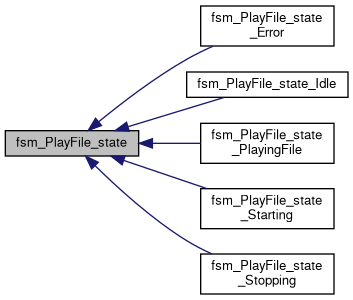 fsm_PlayFile_state
_Error
fsm_PlayFile_state_Idle
fsm_PlayFile_state
fsm_PlayFile_state
_PlayingFile
fsm_PlayFile_state
_Starting
fsm_PlayFile_state
_Stopping